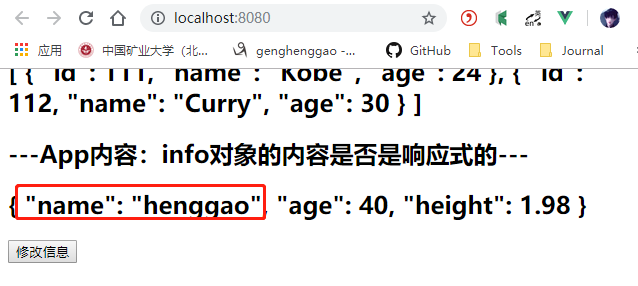 localhost:8080
应用 中国矿业大学（北... genghenggao -... GitHub Tools Journal
[ { "id": 111, "name": "Kobe", "age": 24 }, { "id":
112, "name": "Curry", "age": 30 } ]
---App内容：info对象的内容是否是响应式的---
{ "name": "henggao", "age": 40, "height": 1.98 }
修改信息